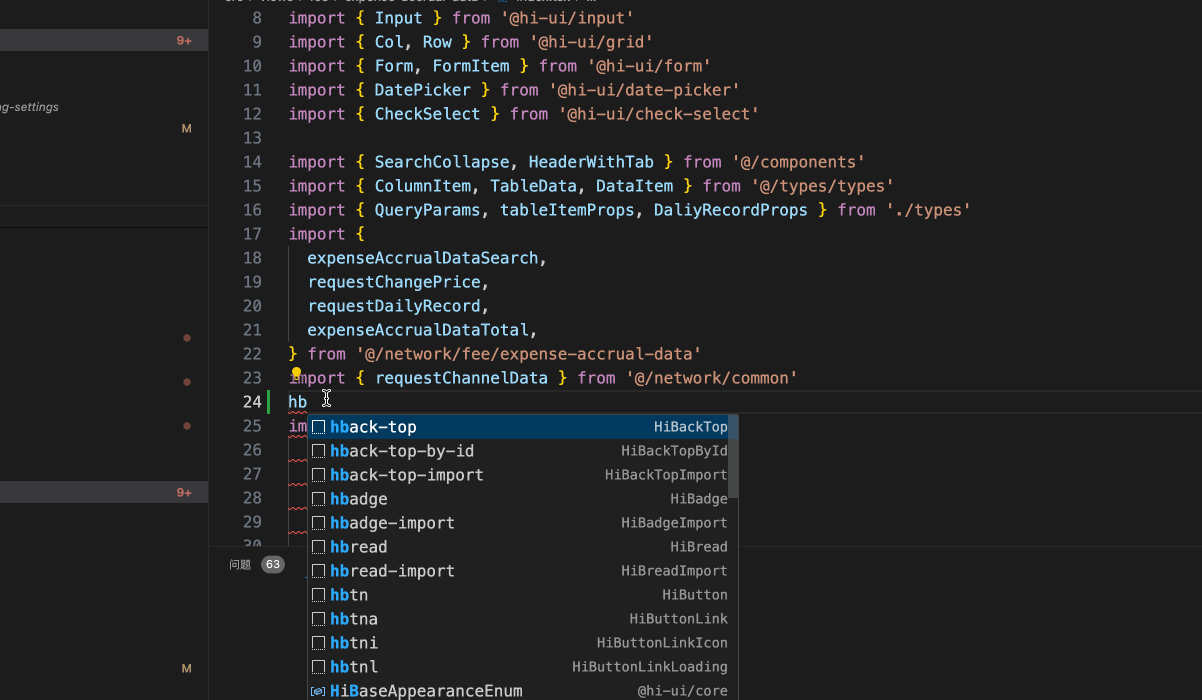 8 import { Input } from '@hi-ui/input'
9+
9 import { Col, Row } from '@hi-ui/grid'
10 import { Form, FormItem } from '@hi-ui/form'
11 import { DatePicker } from '@hi-ui/date-picker'
ng-settings
12 import { CheckSelect } from '@hi-ui/check-select'
M
13
14 import { SearchCollapse, HeaderWithTab } from '@/components'
15 import { ColumnItem, TableData, DataItem } from '@/types/types'
16 import { QueryParams, tableItemProps, DaliyRecordProps } from './types'
17 import {
18 expenseAccrualDataSearch,
19 requestChangePrice,
20 requestDailyRecord,
21 expenseAccrualDataTotal,
22 } from '@/network/fee/expense-accrual-data'
23 import { requestChannelData } from '@/network/common'
24 hb
25 im
hback-top HiBackTop
26
hback-top-by-id HiBackTopById
27
hback-top-import HiBackTopImport
28
9+
hbadge HiBadge
29
hbadge-import HiBadgeImport
30
hbread HiBread
问题 63
hbread-import HiBreadImport
hbtn HiButton
hbtna HiButtonLink
hbtni HiButtonLinkIcon
M
hbtnl HiButtonLinkLoading
HiBaseAppearanceEnum @hi-ui/core